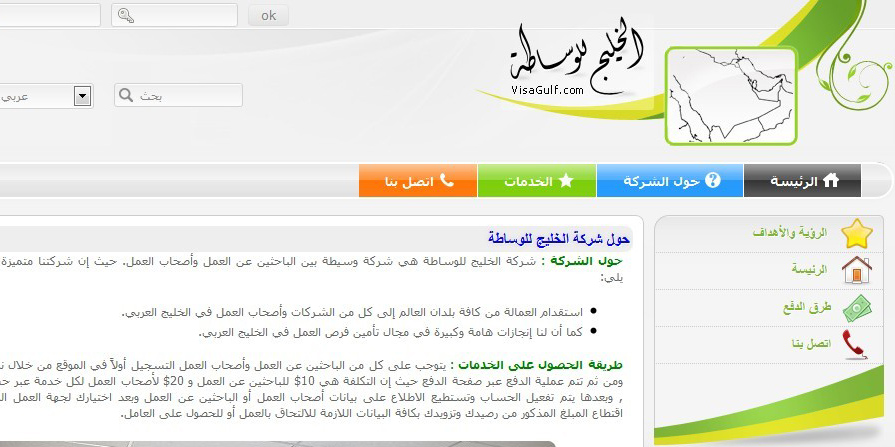 ok
الخليج للوساطة
VisaGulf.com
عربي
بحث
الرئيسة
حول الشركة
الخدمات
اتصل بنا
الرؤية والأهداف
الرئيسة
طرق الدفع
اتصل بنا
حول شركة الخليج للوساطة
حول الشركة : شركة الخليج للوساطة هي شركة وسيطة بين الباحثين عن العمل وأصحاب العمل. حيث إن شركتنا متميزة
يلي:
استقدام العمالة من كافة بلدان العالم إلى كل من الشركات وأصحاب العمل في الخليج العربي.
كما أن لنا إنجازات هامة وكبيرة في مجال تأمين فرص العمل في الخليج العربي.
طريقة الحصول على الخدمات : يتوجب على كل من الباحثين عن العمل وأصحاب العمل التسجيل أولاً في الموقع من خلال
ومن ثم تتم عملية الدفع عبر صفحة الدفع حيث إن التكلفة هي 10$ للباحثين عن العمل و 20$ لأصحاب العمل لكل خدمة عبر
, وبعدها يتم تفعيل الحساب وتستطيع الاطلاع على بيانات أصحاب العمل أو الباحثين عن العمل وبعد اختيارك لجهة العمل
اقتطاع المبلغ المذكور من رصيدك وتزويدك بكافة البيانات اللازمة للالتحاق بالعمل أو للحصول على العامل.